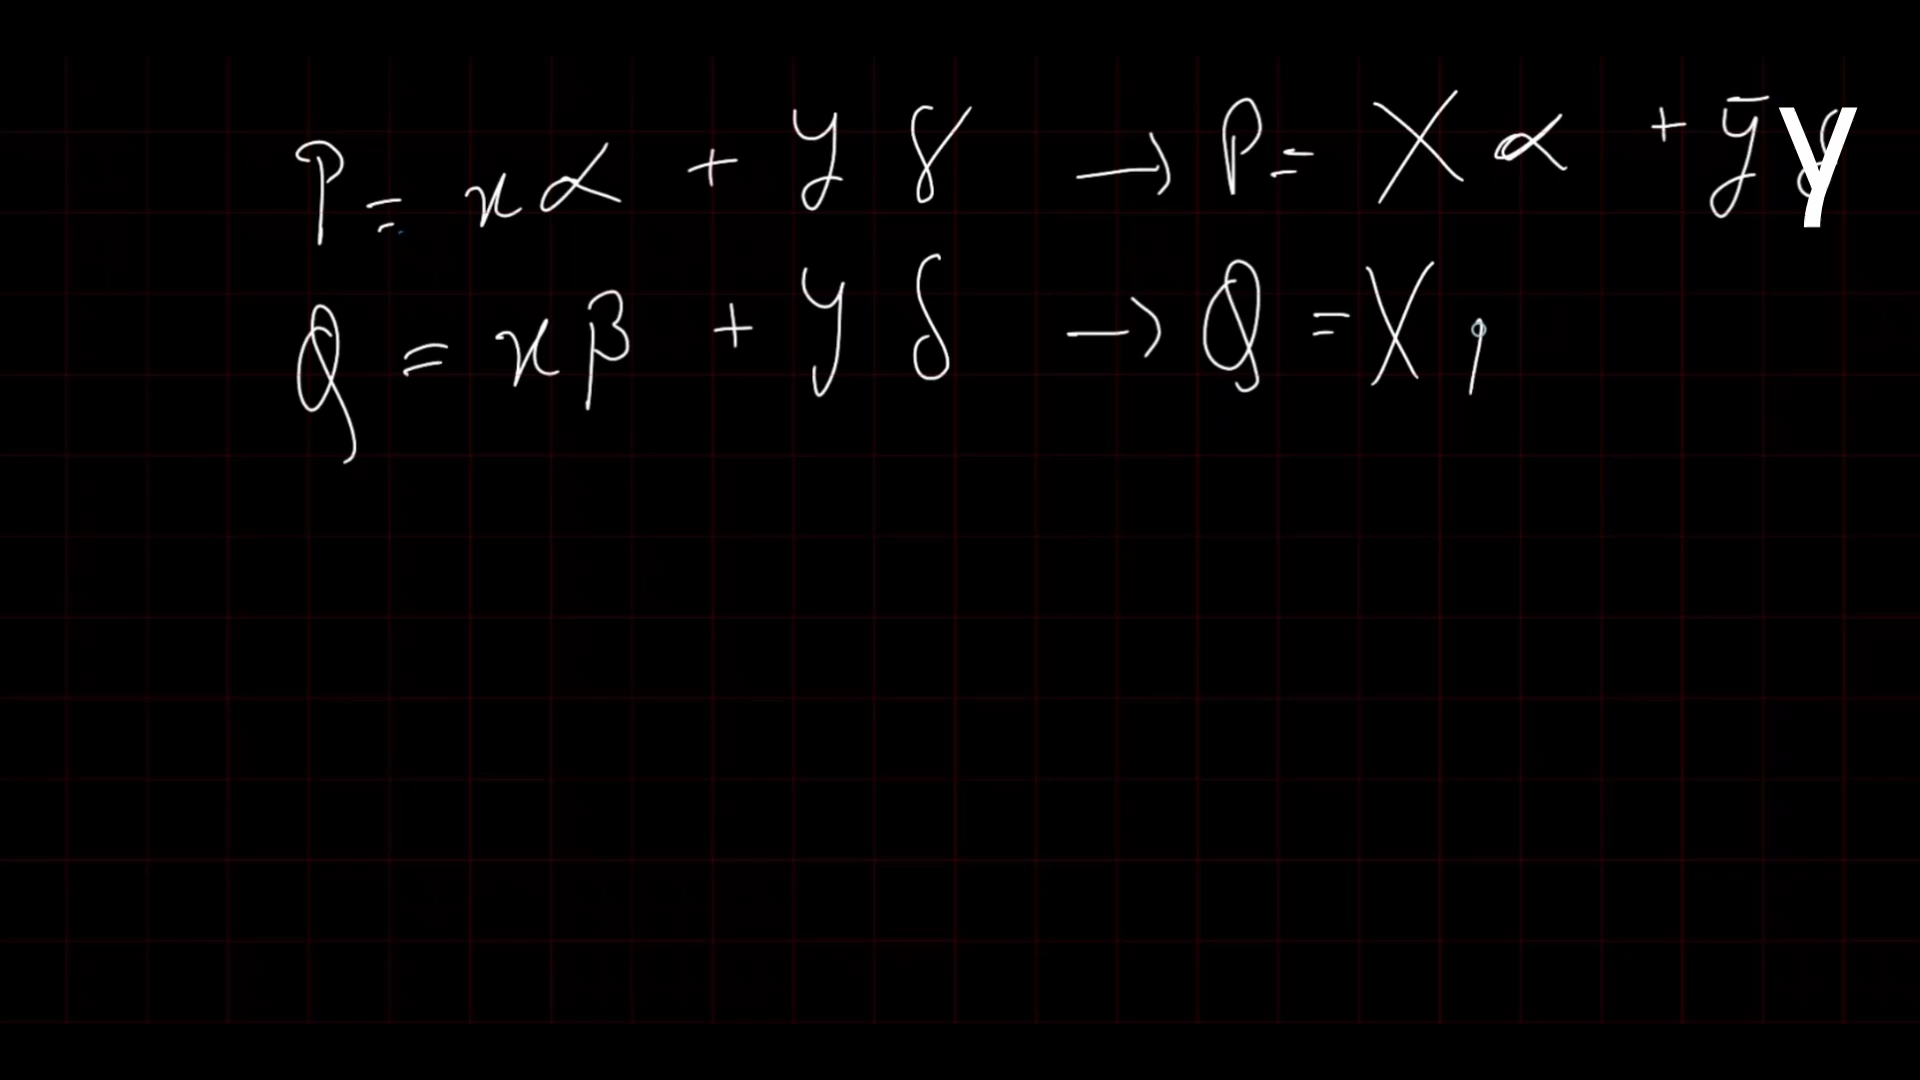 P = xα + yγ → P = Xα + ȳγ
Q = xβ + yδ → Q = X